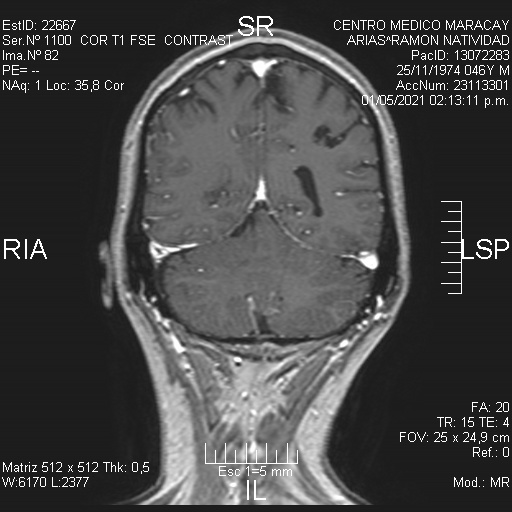 EstID: 22667
Ser.Nº 1100 COR T1 FSE CONTRAST
Ima.Nº 82
PE= --
NAq: 1 Loc: 35,8 Cor
SR
CENTRO MEDICO MARACAY
ARIAS^RAMON NATIVIDAD
PacID: 13072283
25/11/1974 046Y M
AccNum: 23113301
01/05/2021 02:13:11 p.m.
RIA
LSP
FA: 20
TR: 15 TE: 4
FOV: 25 x 24,9 cm
Ref.: 0
Matriz 512 x 512 Thk: 0,5
W:6170 L:2377
Esc 1=5 mm
IL
Mod.: MR